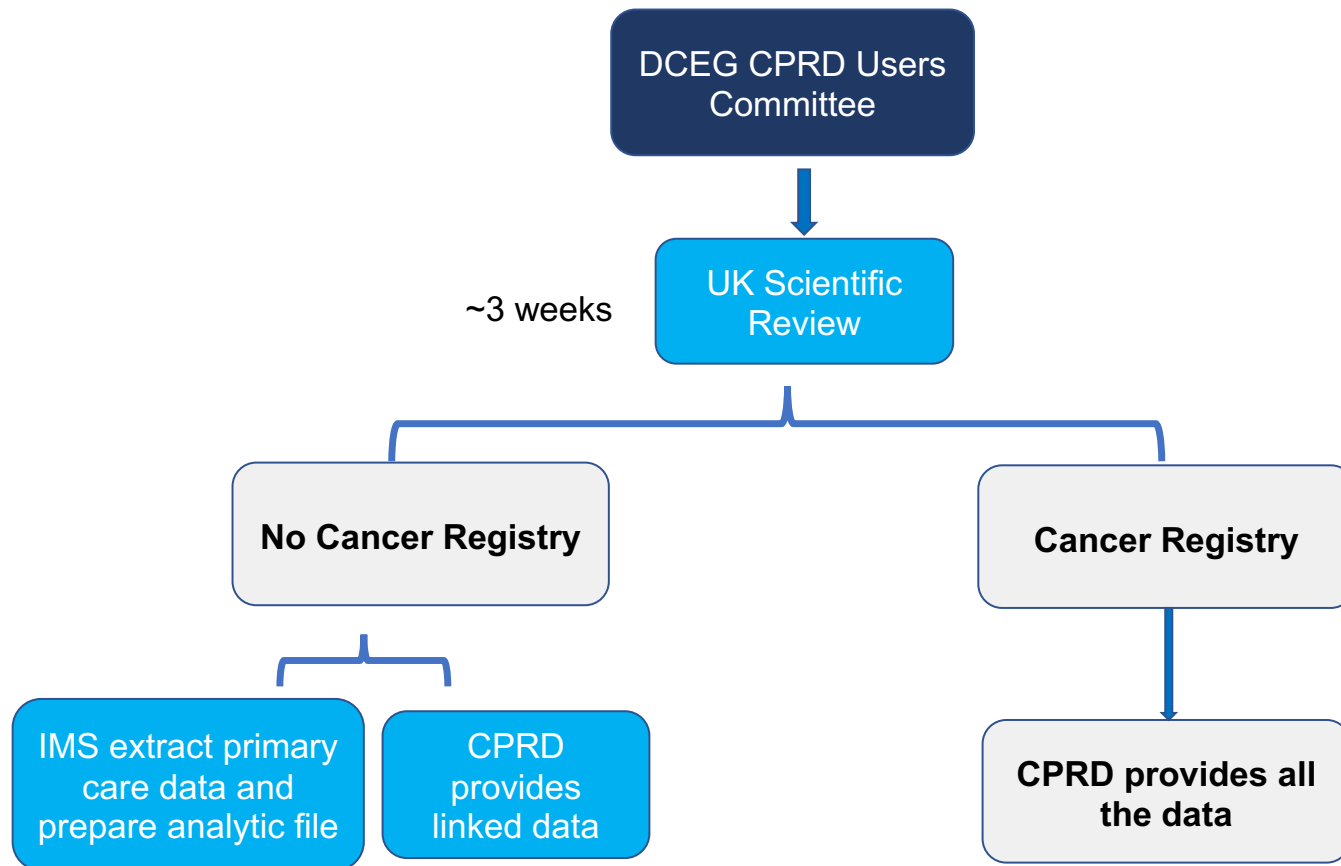 DCEG CPRD Users
Committee
~3 weeks
UK Scientific
Review
No Cancer Registry
Cancer Registry
IMS extract primary
care data and
prepare analytic file
CPRD
provides
linked data
CPRD provides all
the data